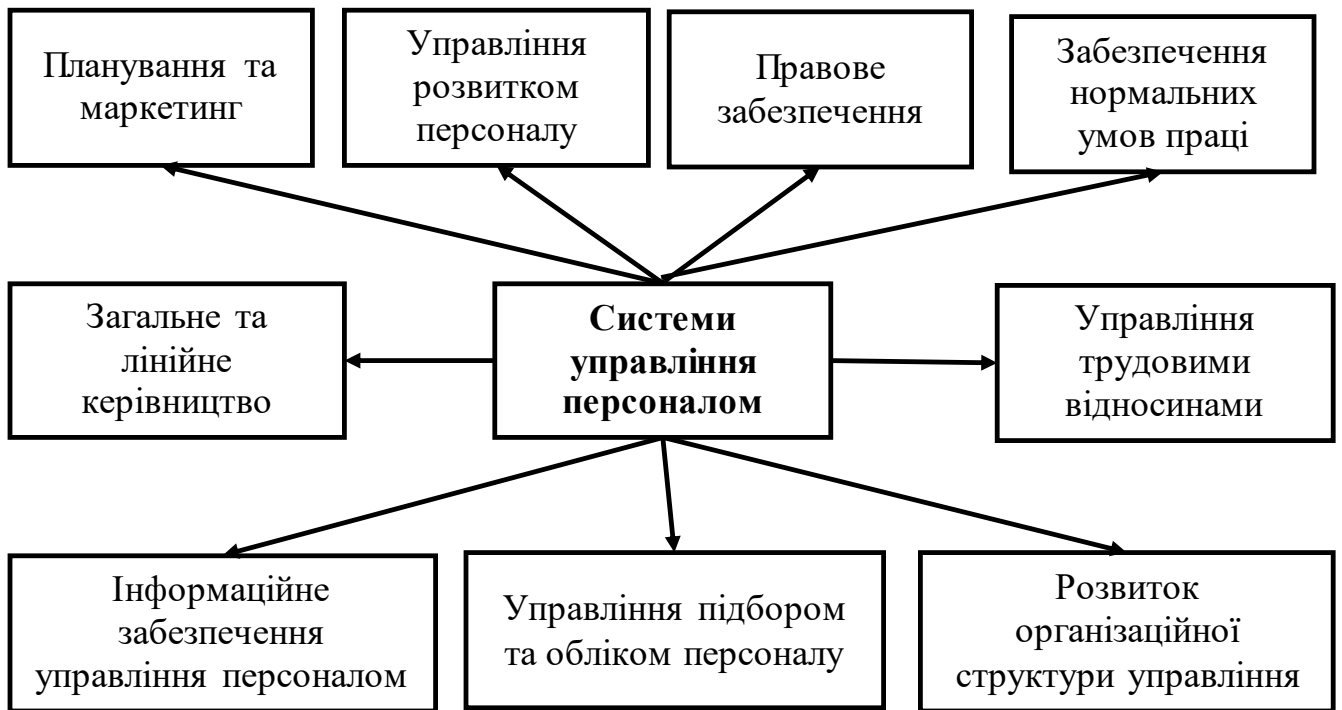 Планування та
маркетинг
Управління
розвитком
персоналу
Правове
забезпечення
Забезпечення
нормальних
умов праці
Загальне та
лінійне
керівництво
Системи
управління
персоналом
Управління
трудовими
відносинами
Інформаційне
забезпечення
управління персоналом
Управління підбором
та обліком персоналу
Розвиток
організаційної
структури управління